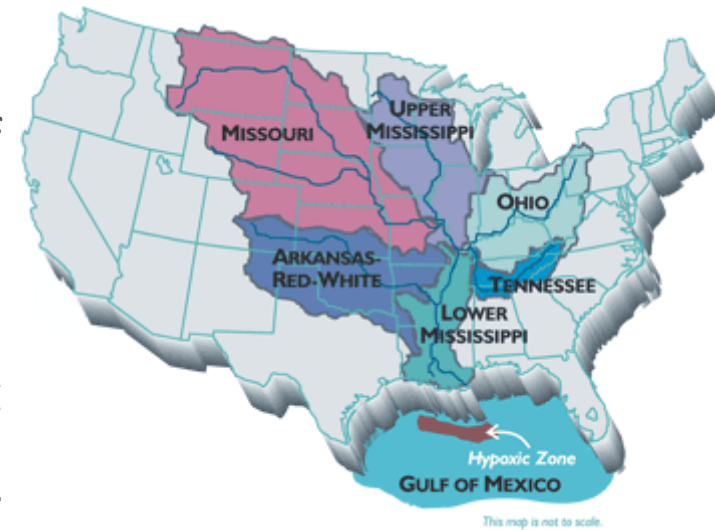 UPPER
MISSISSIPPI
MISSOURI
OHIO
ARKANSAS-
RED-WHITE
TENNESSEE
LOWER
MISSISSIPPI
Hypoxic Zone
GULF OF MEXICO
This map is not to scale.